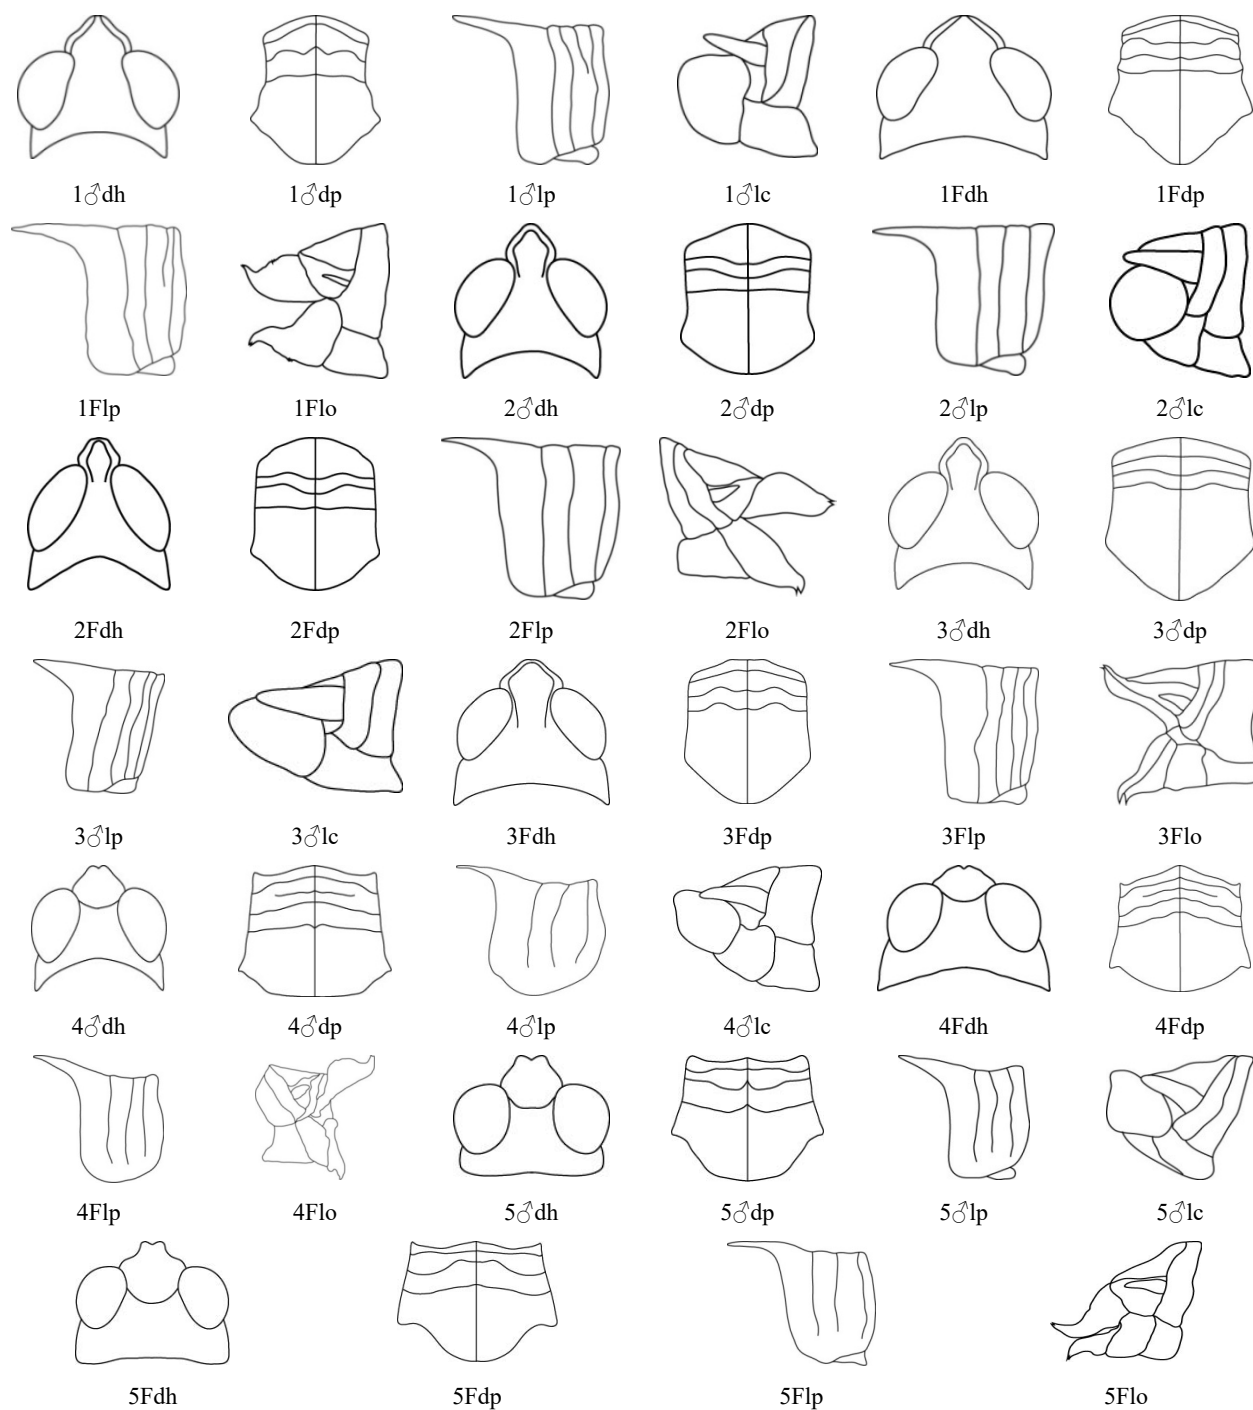 1♂dh 1♂dp 1♂lp 1♂lc 1Fdh 1Fdp
1Flp 1Flo 2♂dh 2♂dp 2♂lp 2♂lc
2Fdh 2Fdp 2Flp 2Flo 3♂dh 3♂dp
3♂lp 3♂lc 3Fdh 3Fdp 3Flp 3Flo
4♂dh 4♂dp 4♂lp 4♂lc 4Fdh 4Fdp
4Flp 4Flo 5♂dh 5♂dp 5♂lp 5♂lc
5Fdh 5Fdp 5Flp 5Flo